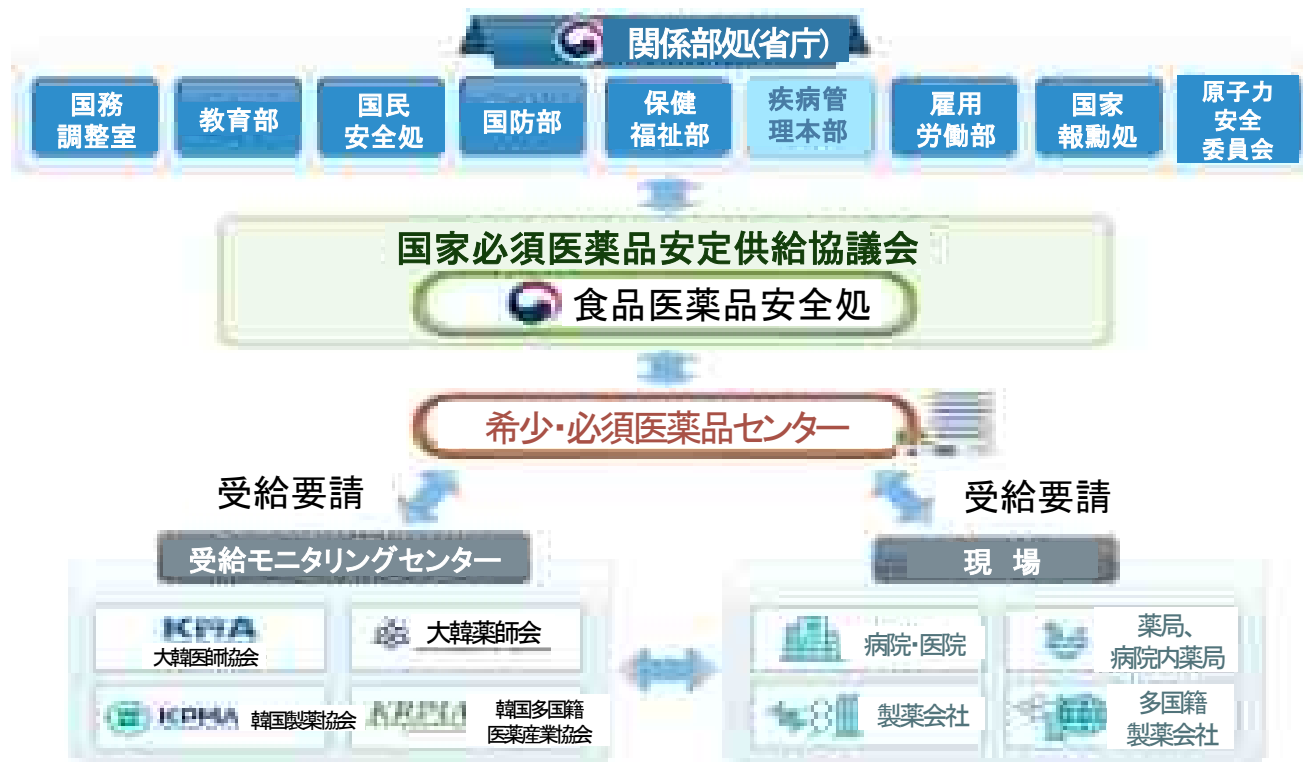 関係部処(省庁)
国務
調整室
教育部
国民
安全処
国防部
保健
福祉部
疾病管
理本部
雇用
労働部
国家
報勳処
原子力
安全
委員会
国家必須医薬品安定供給協議会
食品医薬品安全処
希少・必須医薬品センター
受給要請
受給要請
受給モニタリングセンター
KMA
大韓医師協会
大韓薬師会
KPMA 韓国製薬協会
KRPIA 韓国多国籍
医薬産業協会
現 場
病院・医院
薬局、
病院内薬局
製薬会社
多国籍
製薬会社